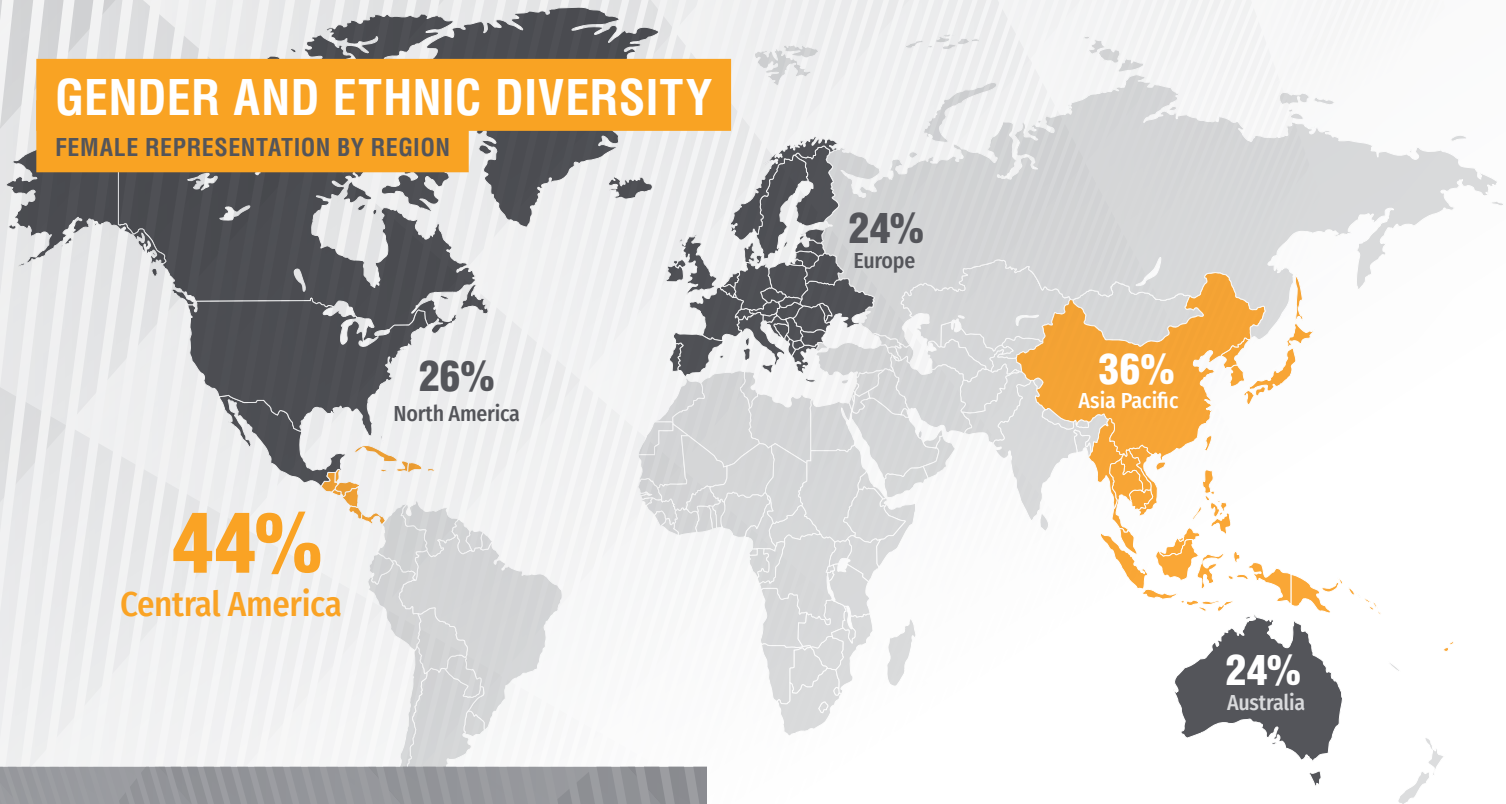 GENDER AND ETHNIC DIVERSITY
FEMALE REPRESENTATION BY REGION
24%
Europe
26%
North America
36%
Asia Pacific
44%
Central America
24%
Australia